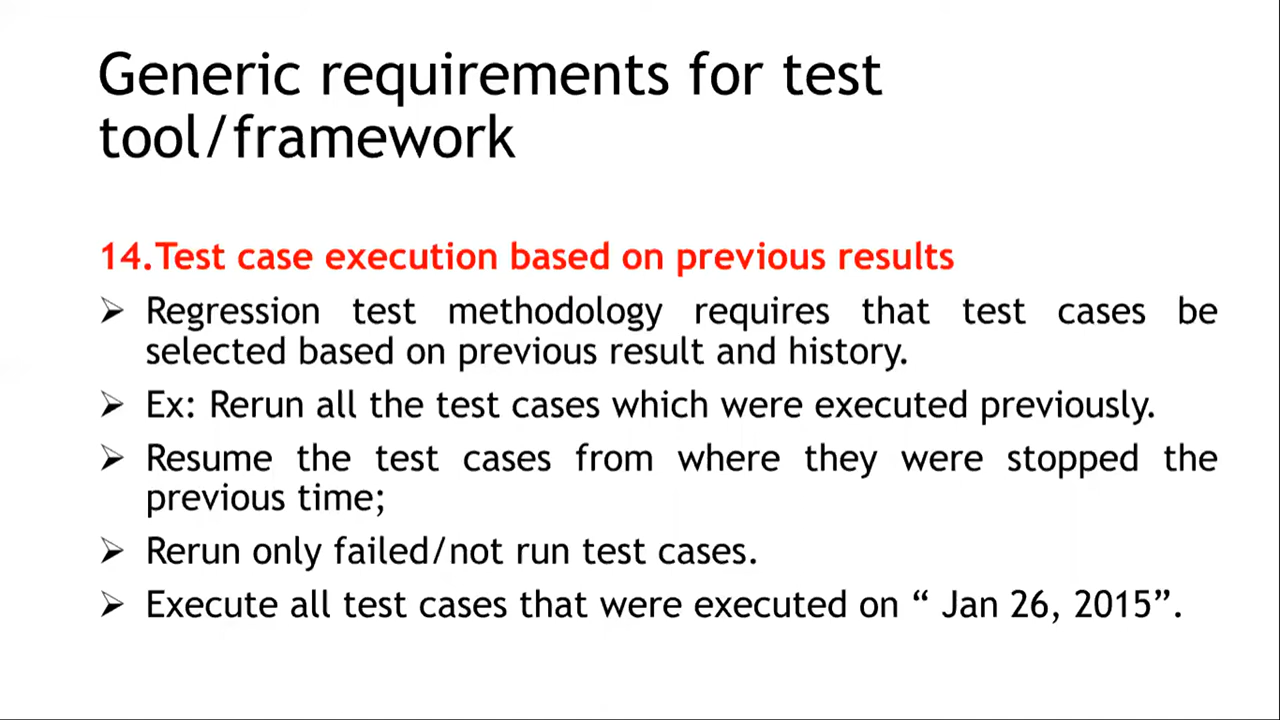 Generic requirements for test
tool/framework
14.Test case execution based on previous results
➢ Regression test methodology requires that test cases be
selected based on previous result and history.
➢ Ex: Rerun all the test cases which were executed previously.
➢ Resume the test cases from where they were stopped the
previous time;
➢ Rerun only failed/not run test cases.
➢ Execute all test cases that were executed on “ Jan 26, 2015”.